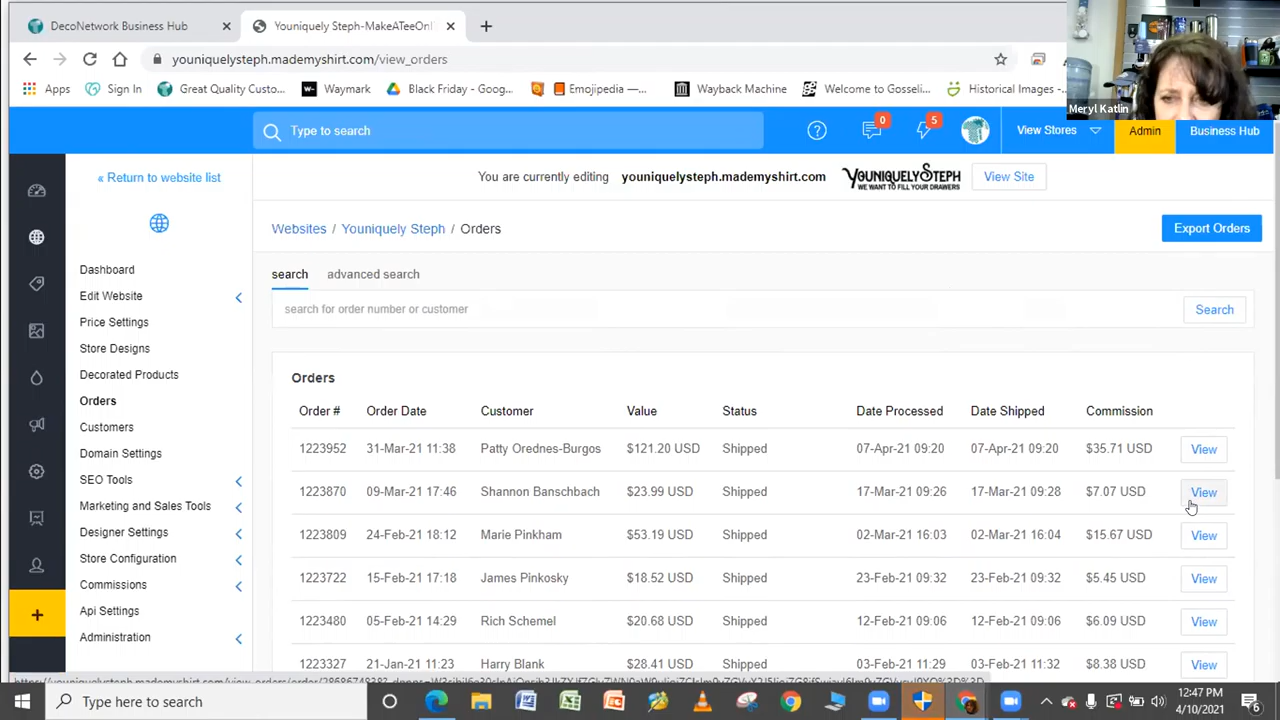 DecoNetwork Business Hub
Youniquely Steph-MakeATeeOnl
youniquelysteph.mademyshirt.com/view_orders
Apps
Sign In
Great Quality Custo...
Waymark
Black Friday - Goog...
Emojipedia —...
Wayback Machine
Welcome to Gosseli...
Historical Images -...
Meryl Katlin
Type to search
0
5
View Stores
Admin
Business Hub
« Return to website list
You are currently editing youniquelysteph.mademyshirt.com
YOUNIQUELY STEPH
WE WANT TO FILL YOUR DRAWERS
View Site
Websites / Youniquely Steph / Orders
Export Orders
Dashboard
Edit Website
Price Settings
Store Designs
Decorated Products
Orders
Customers
Domain Settings
SEO Tools
Marketing and Sales Tools
Designer Settings
Store Configuration
Commissions
Api Settings
Administration
search advanced search
search for order number or customer
Search
Orders
Order # Order Date Customer Value Status Date Processed Date Shipped Commission
1223952 31-Mar-21 11:38 Patty Orednes-Burgos $121.20 USD Shipped 07-Apr-21 09:20 07-Apr-21 09:20 $35.71 USD View
1223870 09-Mar-21 17:46 Shannon Banschbach $23.99 USD Shipped 17-Mar-21 09:26 17-Mar-21 09:28 $7.07 USD View
1223809 24-Feb-21 18:12 Marie Pinkham $53.19 USD Shipped 02-Mar-21 16:03 02-Mar-21 16:04 $15.67 USD View
1223722 15-Feb-21 17:18 James Pinkosky $18.52 USD Shipped 23-Feb-21 09:32 23-Feb-21 09:32 $5.45 USD View
1223480 05-Feb-21 14:29 Rich Schemel $20.68 USD Shipped 12-Feb-21 09:06 12-Feb-21 09:06 $6.09 USD View
1223327 21-Jan-21 11:23 Harry Blank $28.41 USD Shipped 03-Feb-21 11:29 03-Feb-21 11:32 $8.38 USD View
Type here to search
12:47 PM
4/10/2021
6